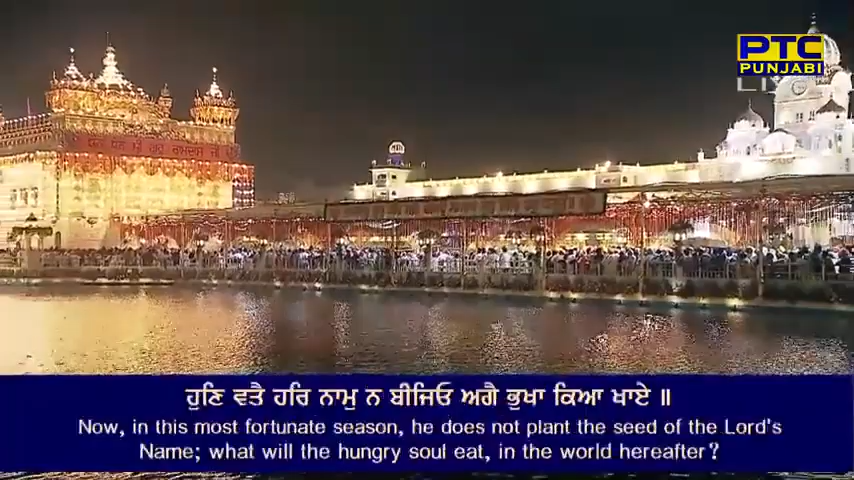 PTC
PUNJABI
ਹੁਣਿ ਵਤੈ ਹਰਿ ਨਾਮੁ ਨ ਬੀਜਿਓ ਅਗੈ ਭੁਖਾ ਕਿਆ ਖਾਏ ॥
Now, in this most fortunate season, he does not plant the seed of the Lord's
Name; what will the hungry soul eat, in the world hereafter?